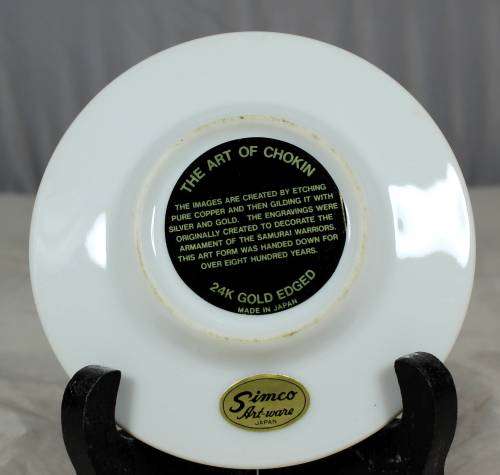 THE ART OF CHOKIN
THE IMAGES ARE CREATED BY ETCHING
PURE COPPER AND THEN GILDING IT WITH
SILVER AND GOLD. THE ENGRAVINGS WERE
ORIGINALLY CREATED TO DECORATE THE
ARMAMENT OF THE SAMURAI WARRIORS.
THIS ART FORM WAS HANDED DOWN FOR
OVER EIGHT HUNDRED YEARS.
24K GOLD EDGED
MADE IN JAPAN
Simco
Art-ware
JAPAN